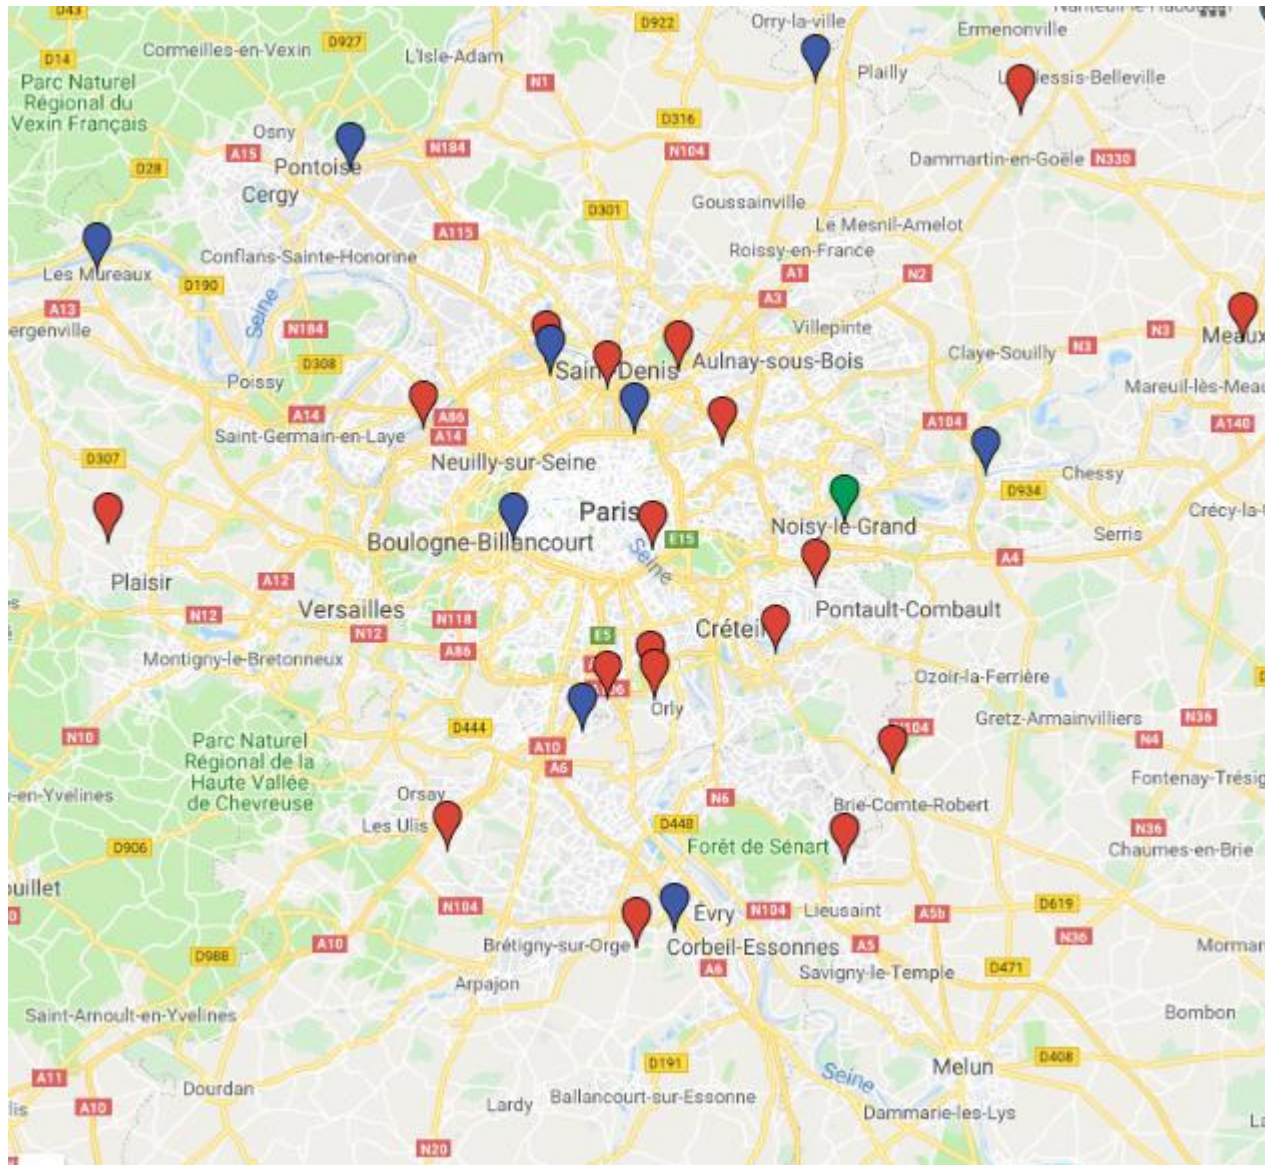 D43
D922
Orry-la-ville
Ermenonville
Cormeilles-en-Vexin
D927
L'Isle-Adam
D14
Plailly
N1
Parc Naturel
Régional du
Vexin Français
D316
Osny
A15
N184
N104
D28
Pontoise
Dammartin-en-Goële
N330
Cergy
Goussainville
D301
Le Mesnil-Amelot
A115
Roissy-en-France
Conflans-Sainte-Honorine
Les Mureaux
A1
N2
D190
A3
A13
Seine
N184
Villepinte
N3
Meaux
ergenville
N3
Claye-Souilly
D308
Aulnay-sous-Bois
Denis
Poissy
A14
A86
A104
A140
Saint-Germain-en-Laye
A14
D307
Neuilly-sur-Seine
Chessy
D934
Paris
Noisy-le-Grand
Serris
Boulogne-Billancourt
E15
Seine
A4
Plaisir
A12
N12
Versailles
N118
Pontault-Combault
N12
E5
Créteil
A86
Montigny-le-Bretonneux
Ozoir-la-Ferrière
Orly
D444
Gretz-Armainvilliers
N36
N10
Parc Naturel
Régional de la
Haute Vallée
de Chevreuse
A10
N4
A6
Fontenay-Trésig
-en-Yvelines
Orsay
N6
Brie-Comte-Robert
Les Ulis
D448
N36
D906
Forêt de Sénart
Chaumes-en-Brie
ouillet
N104
Évry
N104
Lieusaint
A5b
D619
N36
A10
Brétigny-sur-Orge
Corbeil-Essonnes
A5
Morman
D988
A6
Savigny-le-Temple
D471
Arpajon
Saint-Arnoult-en-Yvelines
Bombon
D191
Melun
D408
A11
Dourdan
Seine
A10
Lardy
Ballancourt-sur-Essonne
Dammarie-les-Lys
N20